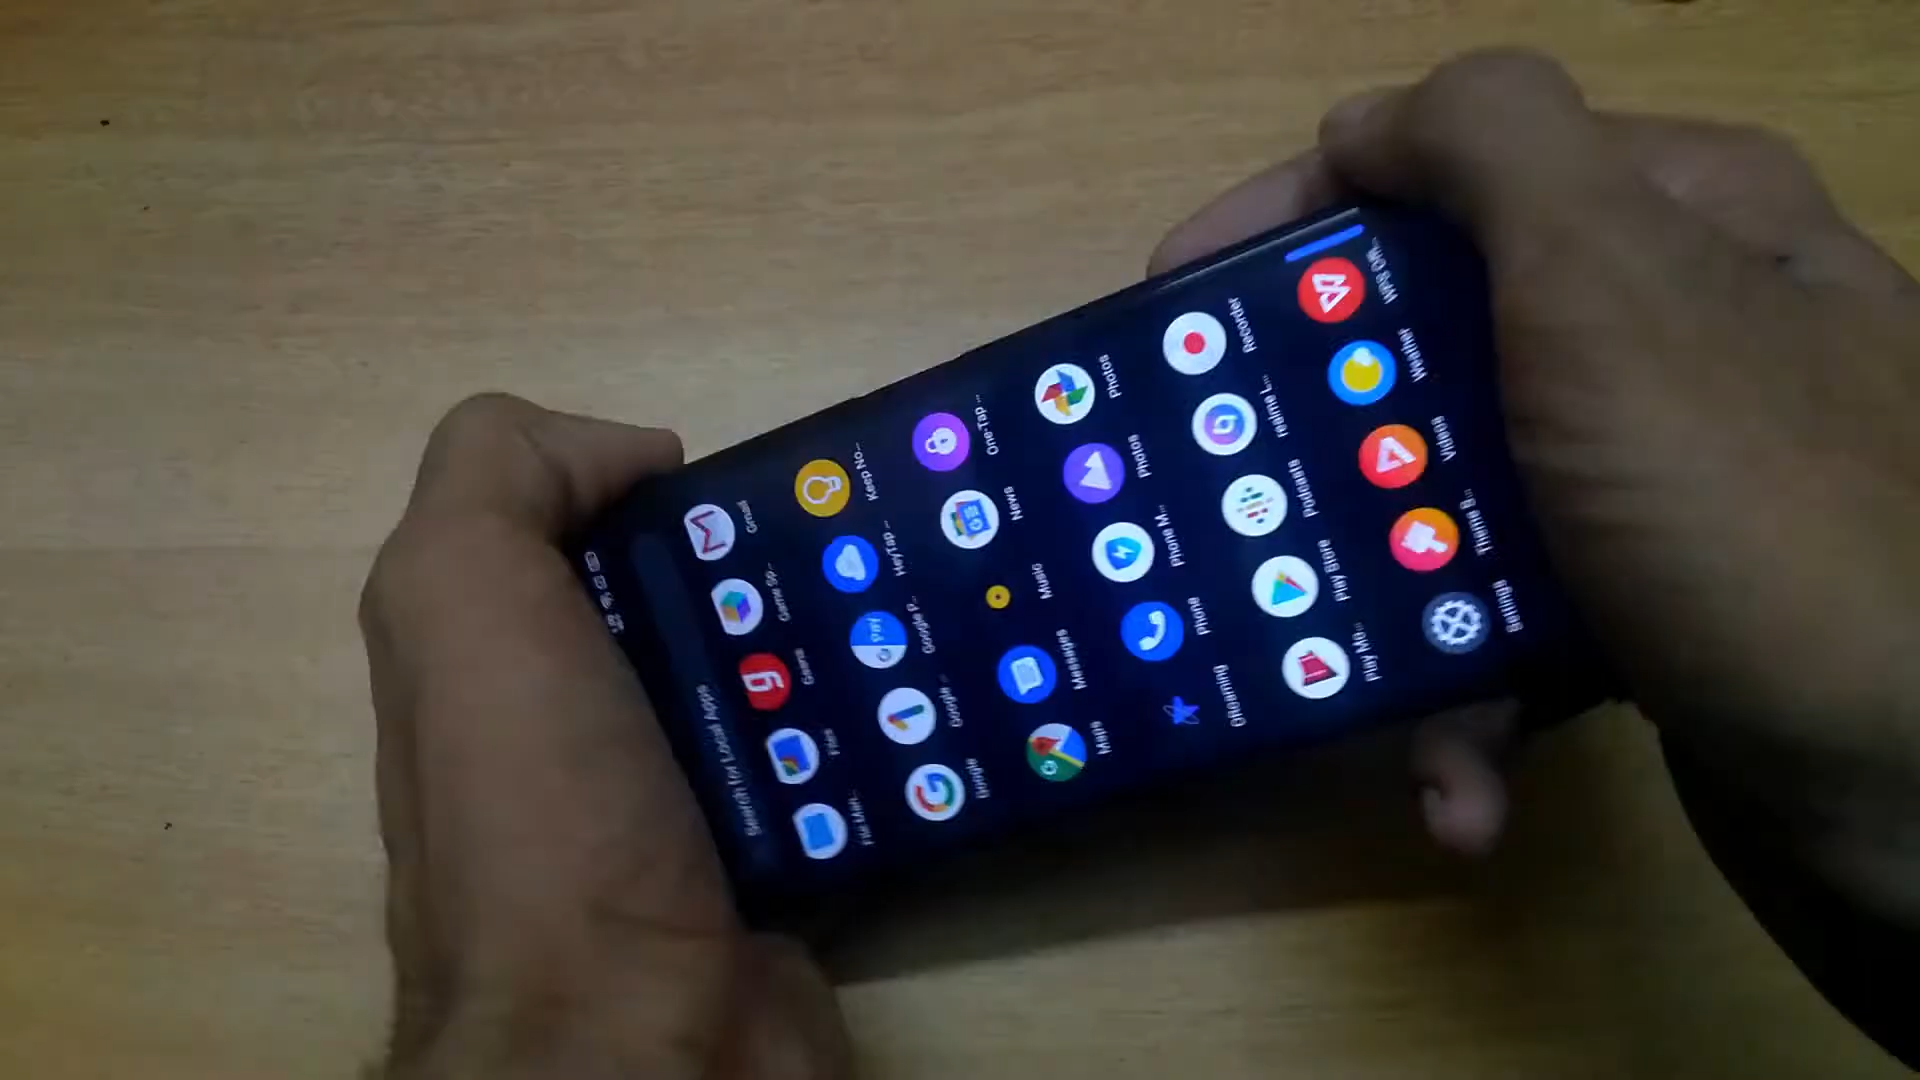 Search for Local Apps
File Man...
Files
Gaana
Game Sp...
Gmail
Google
Google ...
Google P...
HeyTap ...
Keep No...
Maps
Messages
Music
News
One-Tap ...
ORoaming
Phone
Phone M...
Photos
Photos
Play Mo...
Play Store
Podcasts
realme L...
Recorder
Settings
Theme S...
Videos
Weather
WPS Offi...